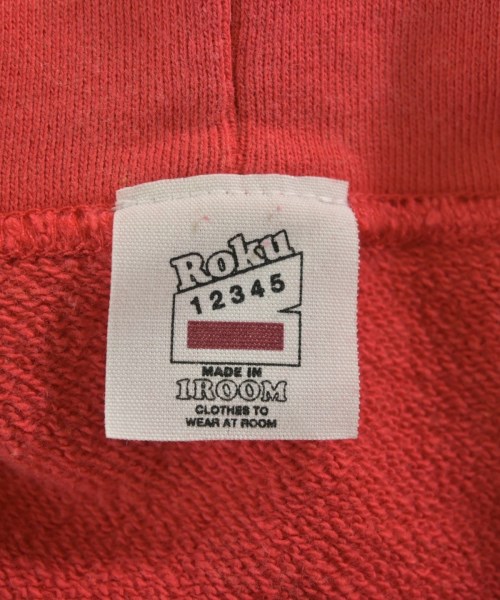 Roku
12345
MADE IN
1ROOM
CLOTHES TO
WEAR AT ROOM